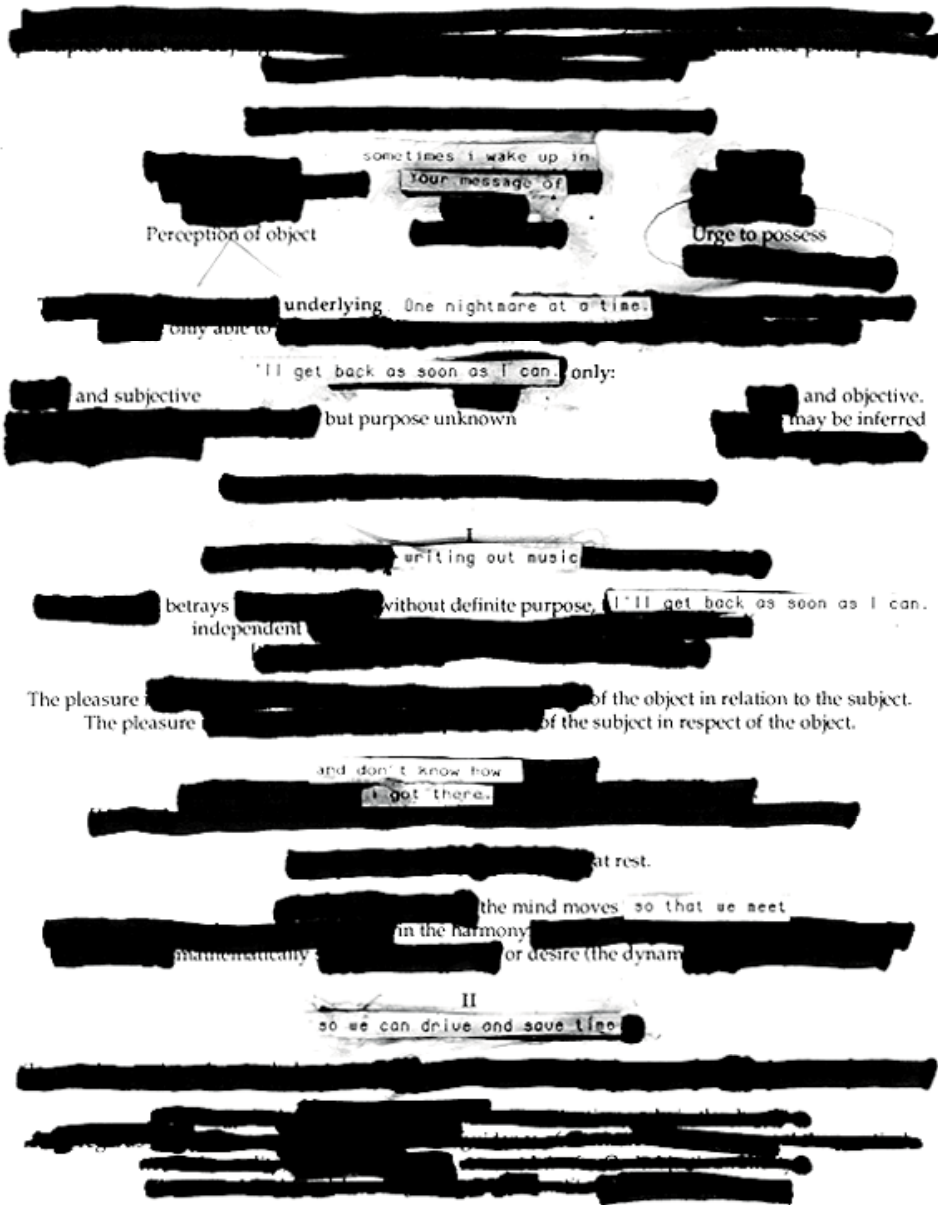 sometimes i wake up in
Your message of
Perception of object Urge to possess
underlying One nightmare at a time.
only able to
'll get back as soon as I can. only:
and subjective and objective.
but purpose unknown may be inferred
I
writing out music
betrays without definite purpose, I'll get back as soon as I can.
independent
The pleasure of the object in relation to the subject.
The pleasure of the subject in respect of the object.
and don't know how
i got there.
at rest.
the mind moves so that we meet
in the harmony
mathematically or desire (the dynam
II
so we can drive and save time